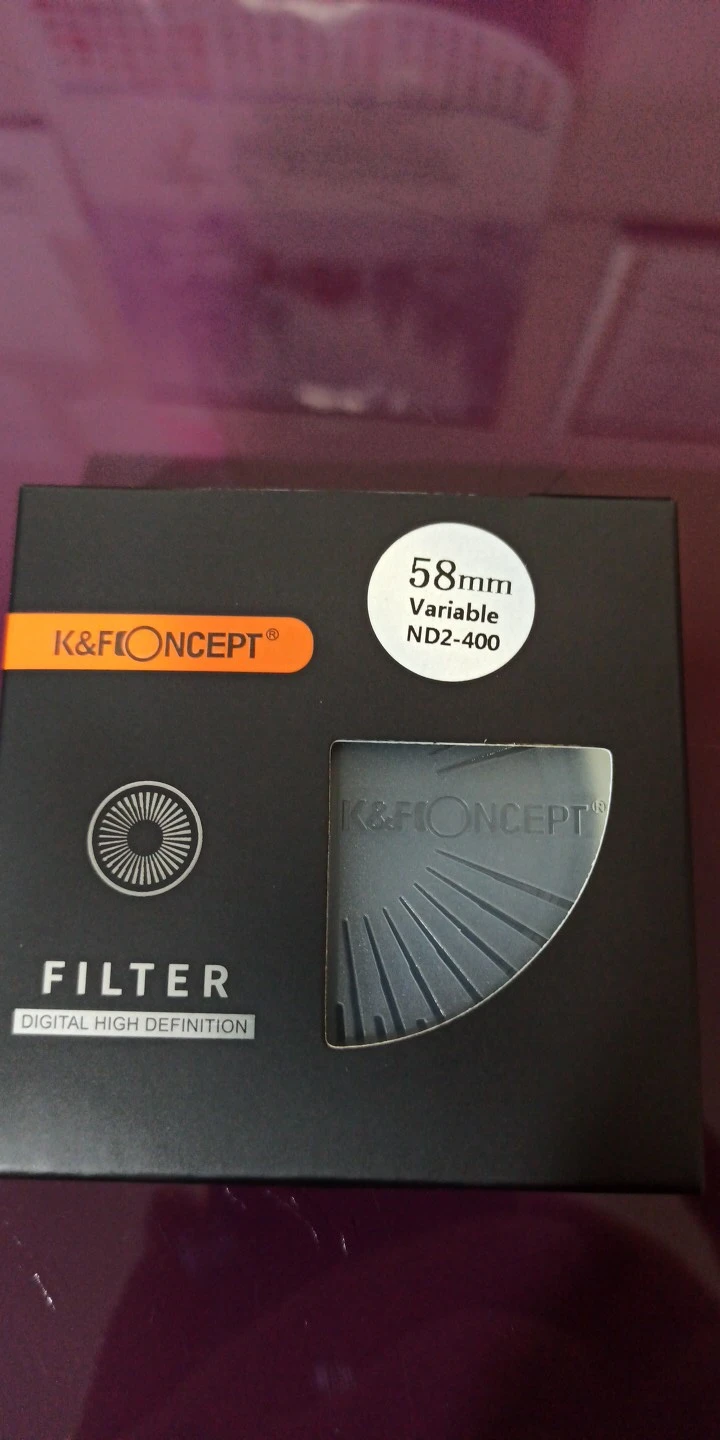 58mm
Variable
ND2-400
K&F CONCEPT®
K&F CONCEPT®
FILTER
DIGITAL HIGH DEFINITION